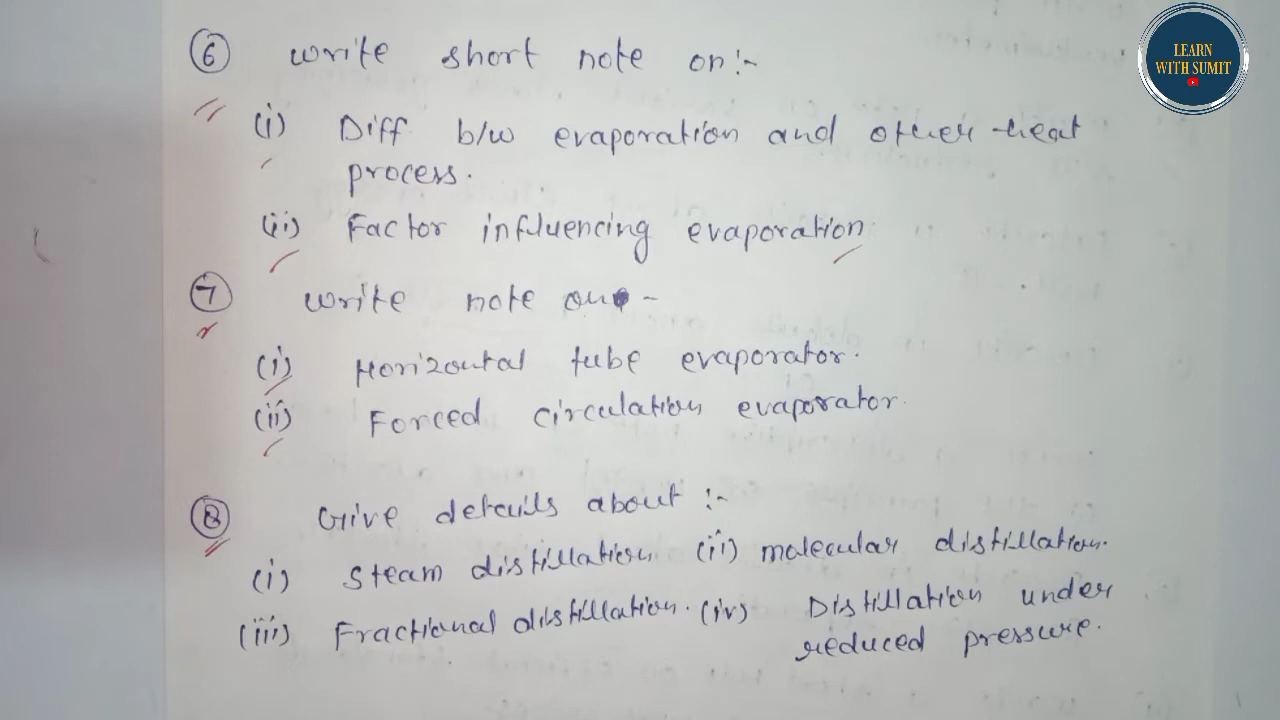 LEARN
WITH SUMIT
6 Write short note on :-
(i) Diff b/w evaporation and other heat
process.
(ii) Factor influencing evaporation
7 Write note on -
(i) Horizontal tube evaporator.
(ii) Forced circulation evaporator.
8 Give details about :-
(i) Steam distillation (ii) molecular distillation.
(iii) Fractional distillation. (iv) Distillation under
reduced pressure.